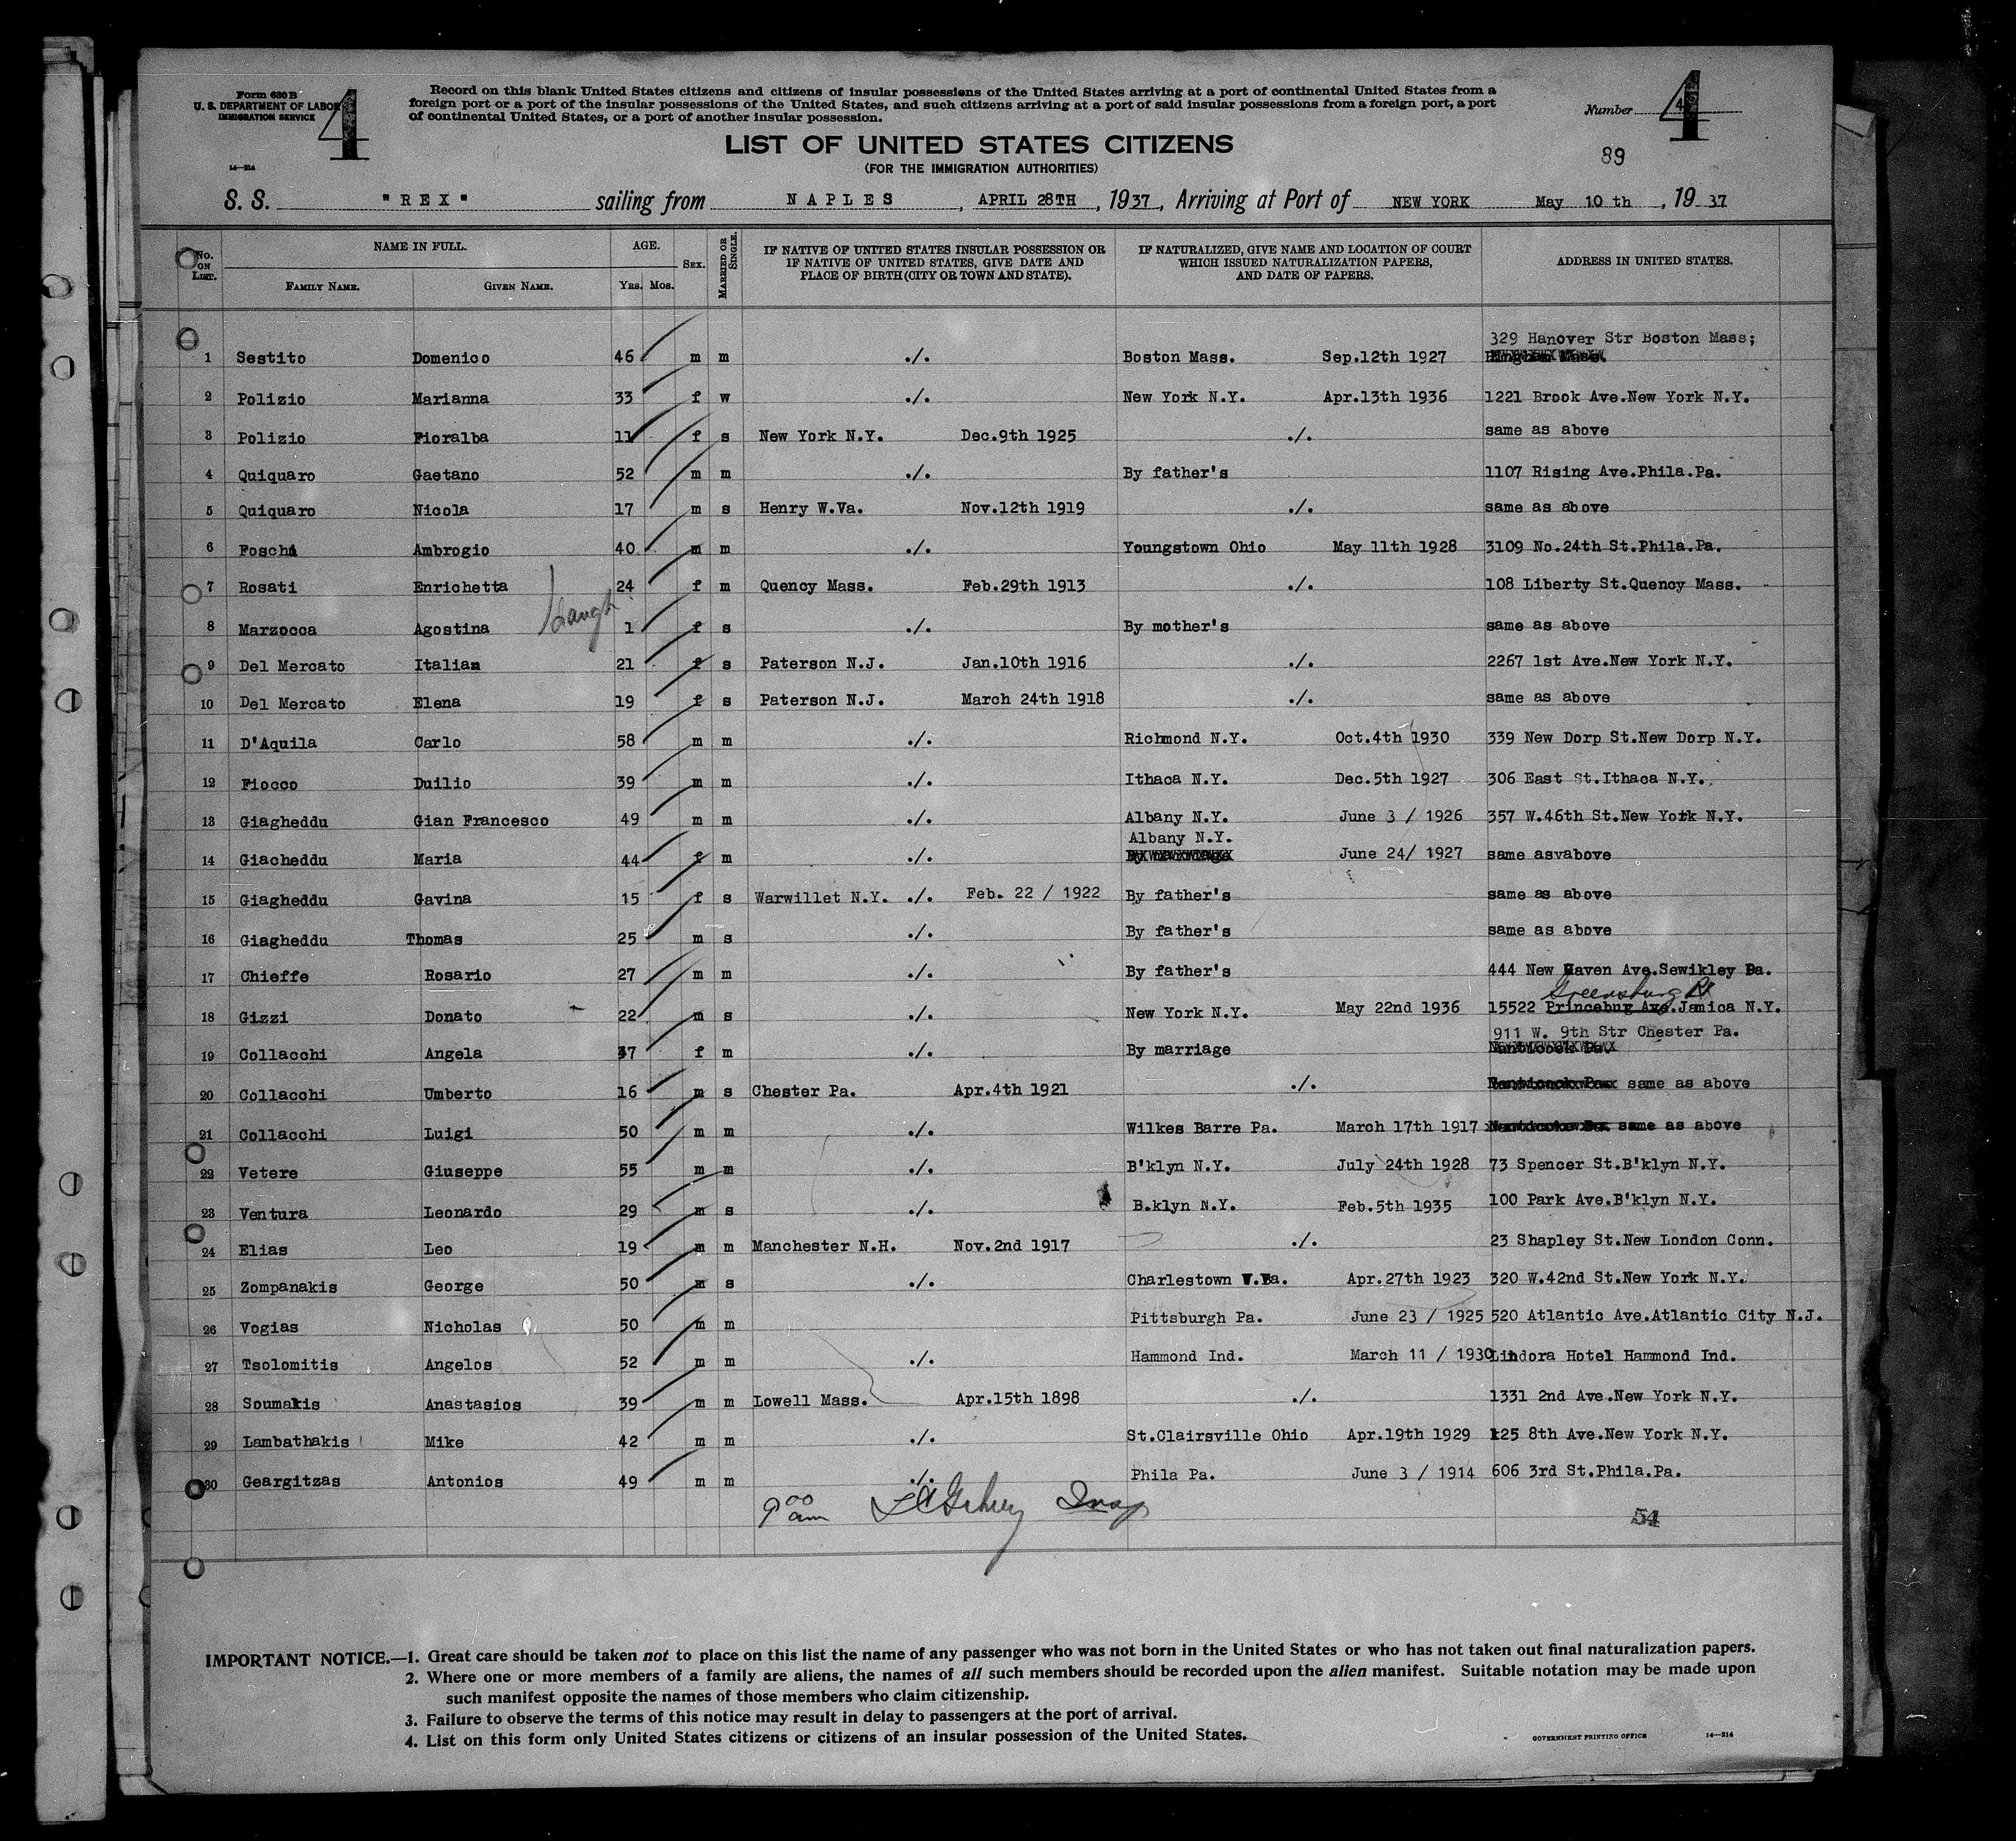 Form 630 B
U. S. DEPARTMENT OF LABOR
IMMIGRATION SERVICE
14—214
4
Record on this blank United States citizens and citizens of insular possessions of the United States arriving at a port of continental United States from a
foreign port or a port of the insular possessions of the United States, and such citizens arriving at a port of said insular possessions from a foreign port, a port
of continental United States, or a port of another insular possession.
Number 4
4
LIST OF UNITED STATES CITIZENS
(FOR THE IMMIGRATION AUTHORITIES)
89
S. S. "REX" sailing from NAPLES, APRIL 28TH, 1937, Arriving at Port of NEW YORK May 10 th, 19 37
No. on List. NAME IN FULL. AGE. Sex. Married or Single. IF NATIVE OF UNITED STATES INSULAR POSSESSION OR IF NATIVE OF UNITED STATES, GIVE DATE AND PLACE OF BIRTH (CITY OR TOWN AND STATE). IF NATURALIZED, GIVE NAME AND LOCATION OF COURT WHICH ISSUED NATURALIZATION PAPERS, AND DATE OF PAPERS. ADDRESS IN UNITED STATES.
Family Name. Given Name. Yrs. Mos.
329 Hanover Str Boston Mass;
1 Sestito Domenico 46 m m ./. Boston Mass. Sep.12th 1927 Hingham Mass.
2 Polizio Marianna 33 f w ./. New York N.Y. Apr.13th 1936 1221 Brook Ave.New York N.Y.
3 Polizio Fioralba 11 f s New York N.Y. Dec.9th 1925 ./. same as above
4 Quiquaro Gaetano 52 m m ./. By father's 1107 Rising Ave.Phila.Pa.
5 Quiquaro Nicola 17 m s Henry W.Va. Nov.12th 1919 ./. same as above
6 Foschi Ambrogio 40 m m ./. Youngstown Ohio May 11th 1928 3109 No.24th St.Phila.Pa.
7 Rosati Enrichetta 24 f m Quency Mass. Feb.29th 1913 ./. 108 Liberty St.Quency Mass.
8 Marzocca Agostina daugh 1 f s ./. By mother's same as above
9 Del Mercato Italian 21 f s Paterson N.J. Jan.10th 1916 ./. 2267 1st Ave.New York N.Y.
10 Del Mercato Elena 19 f s Paterson N.J. March 24th 1918 ./. same as above
11 D'Aquila Carlo 58 m m ./. Richmond N.Y. Oct.4th 1930 339 New Dorp St.New Dorp N.Y.
12 Fiocco Duilio 39 m m ./. Ithaca N.Y. Dec.5th 1927 306 East St.Ithaca N.Y.
13 Giagheddu Gian Francesco 49 m m ./. Albany N.Y. June 3 / 1926 357 W.46th St.New York N.Y.
Albany N.Y.
14 Giacheddu Maria 44 f m ./. By marriage June 24/ 1927 same asvabove
15 Giagheddu Gavina 15 f s Warwillet N.Y. ./. Feb. 22 / 1922 By father's same as above
16 Giagheddu Thomas 25 m s ./. By father's same as above
17 Chieffe Rosario 27 m m ./. By father's 444 New Haven Ave.Sewikley Pa.
Greensburg Rd
18 Gizzi Donato 22 m s ./. New York N.Y. May 22nd 1936 15522 Princebug Ave.Jamica N.Y.
911 W. 9th Str Chester Pa.
19 Collacchi Angela 37 f m ./. By marriage Nanticock Pa.
20 Collacchi Umberto 16 m s Chester Pa. Apr.4th 1921 ./. Nanticock Pa. same as above
21 Collacchi Luigi 50 m m ./. Wilkes Barre Pa. March 17th 1917 same as above
22 Vetere Giuseppe 55 m m ./. B'klyn N.Y. July 24th 1928 73 Spencer St.B'klyn N.Y.
23 Ventura Leonardo 29 m s ./. B.klyn N.Y. Feb.5th 1935 100 Park Ave.B'klyn N.Y.
24 Elias Leo 19 m m Manchester N.H. Nov.2nd 1917 ./. 23 Shapley St.New London Conn.
25 Zompanakis George 50 m s ./. Charlestown W.Va. Apr.27th 1923 320 W.42nd St.New York N.Y.
26 Vogias Nicholas 50 m m Pittsburgh Pa. June 23 / 1925 520 Atlantic Ave.Atlantic City N.J.
27 Tsolomitis Angelos 52 m m ./. Hammond Ind. March 11 / 1930 Lindora Hotel Hammond Ind.
28 Soumakis Anastasios 39 m m Lowell Mass. Apr.15th 1898 ./. 1331 2nd Ave.New York N.Y.
29 Lambathakis Mike 42 m m ./. St.Clairsville Ohio Apr.19th 1929 125 8th Ave.New York N.Y.
30 Geargitzas Antonios 49 m m ./. Phila Pa. June 3 / 1914 606 3rd St.Phila.Pa.
9 00 am Insp
54
IMPORTANT NOTICE.—1. Great care should be taken not to place on this list the name of any passenger who was not born in the United States or who has not taken out final naturalization papers.
2. Where one or more members of a family are aliens, the names of all such members should be recorded upon the alien manifest. Suitable notation may be made upon
such manifest opposite the names of those members who claim citizenship.
3. Failure to observe the terms of this notice may result in delay to passengers at the port of arrival.
4. List on this form only United States citizens or citizens of an insular possession of the United States.
GOVERNMENT PRINTING OFFICE 14—214